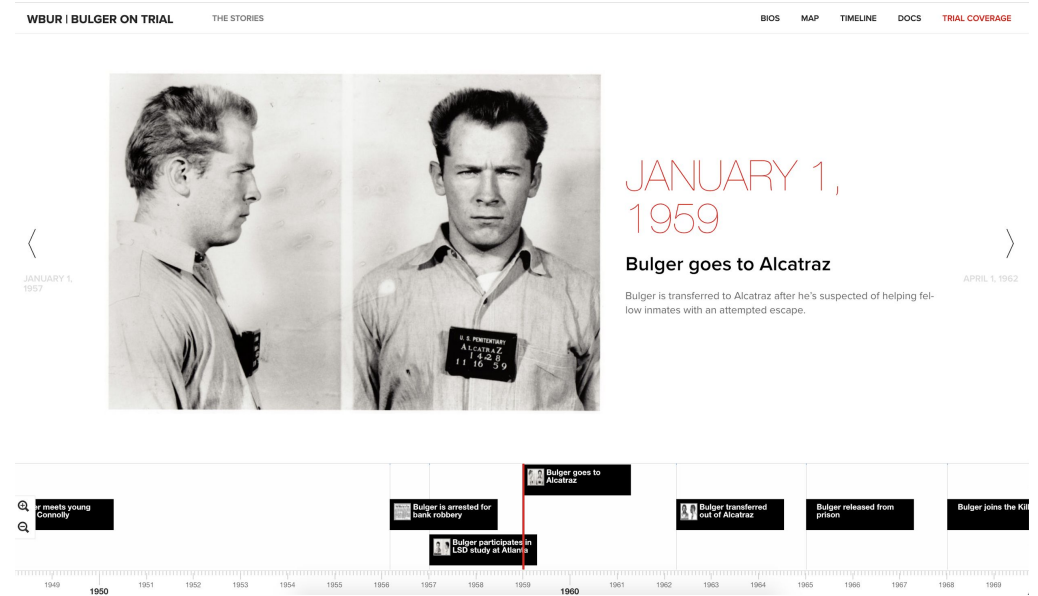 WBUR | BULGER ON TRIAL
THE STORIES
BIOS
MAP
TIMELINE
DOCS
TRIAL COVERAGE
U. S. PENITENTIARY
ALCATRAZ
1428
11 16 59
JANUARY 1,
1959
Bulger goes to Alcatraz
Bulger is transferred to Alcatraz after he's suspected of helping fel-
low inmates with an attempted escape.
JANUARY 1,
1957
APRIL 1, 1962
Bulger goes to
Alcatraz
er meets young
Connolly
Bulger is arrested for
bank robbery
Bulger transferred
out of Alcatraz
Bulger released from
prison
Bulger joins the Kill
Bulger participates in
LSD study at Atlanta
1949
1950
1951
1952
1953
1954
1955
1956
1957
1958
1959
1960
1961
1962
1963
1964
1965
1966
1967
1968
1969